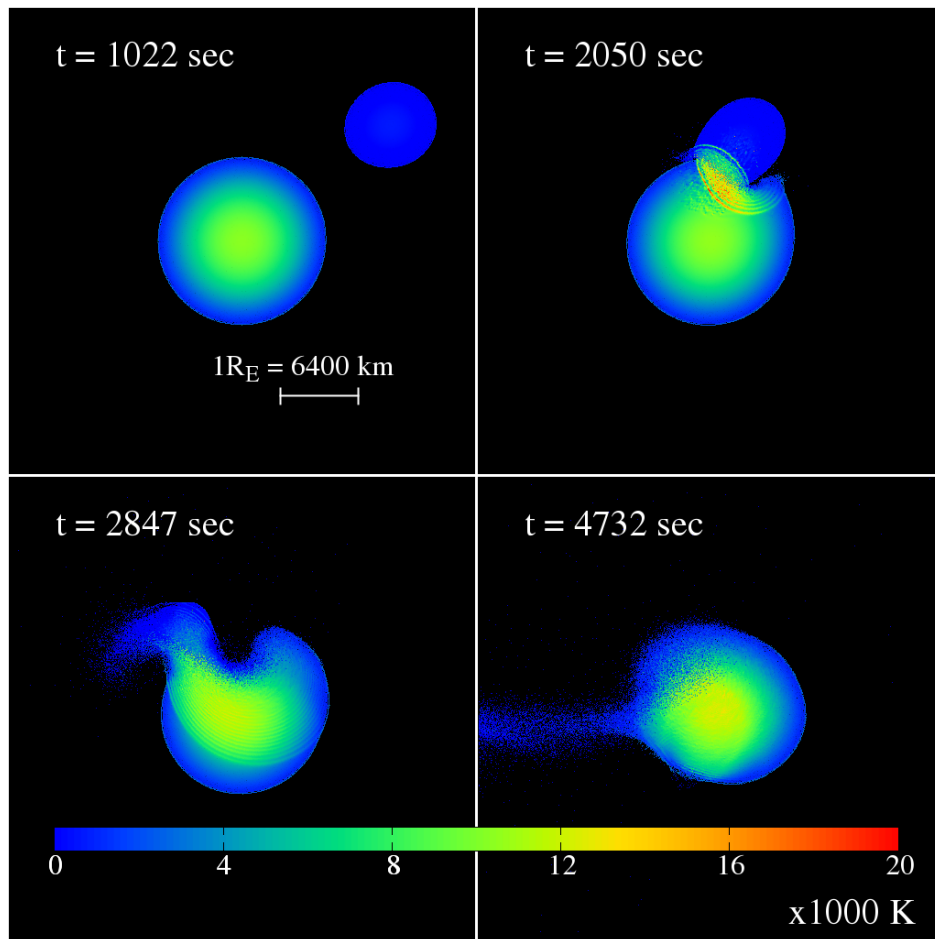 t = 1022 sec
t = 2050 sec
1R_E = 6400 km
t = 2847 sec
t = 4732 sec
0 4 8 12 16 20
x1000 K